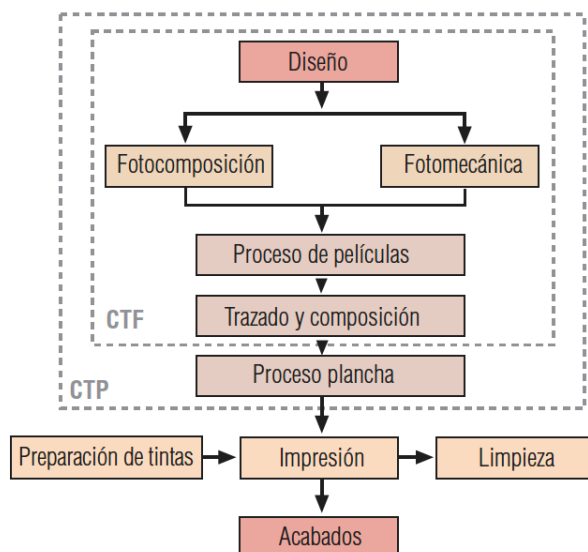 Diseño
Fotocomposición
Fotomecánica
Proceso de películas
Trazado y composición
CTF
Proceso plancha
CTP
Preparación de tintas
Impresión
Limpieza
Acabados